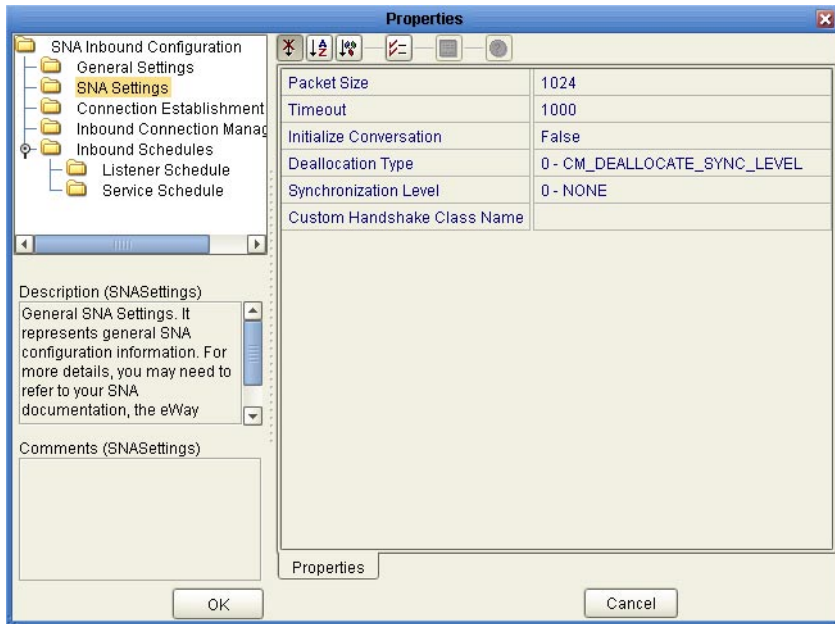 Properties
SNA Inbound Configuration
General Settings
SNA Settings
Connection Establishment
Inbound Connection Manag
Inbound Schedules
Listener Schedule
Service Schedule
Packet Size 1024
Timeout 1000
Initialize Conversation False
Deallocation Type 0 - CM_DEALLOCATE_SYNC_LEVEL
Synchronization Level 0 - NONE
Custom Handshake Class Name
Description (SNASettings)
General SNA Settings. It
represents general SNA
configuration information. For
more details, you may need to
refer to your SNA
documentation, the eWay
Comments (SNASettings)
Properties
OK
Cancel